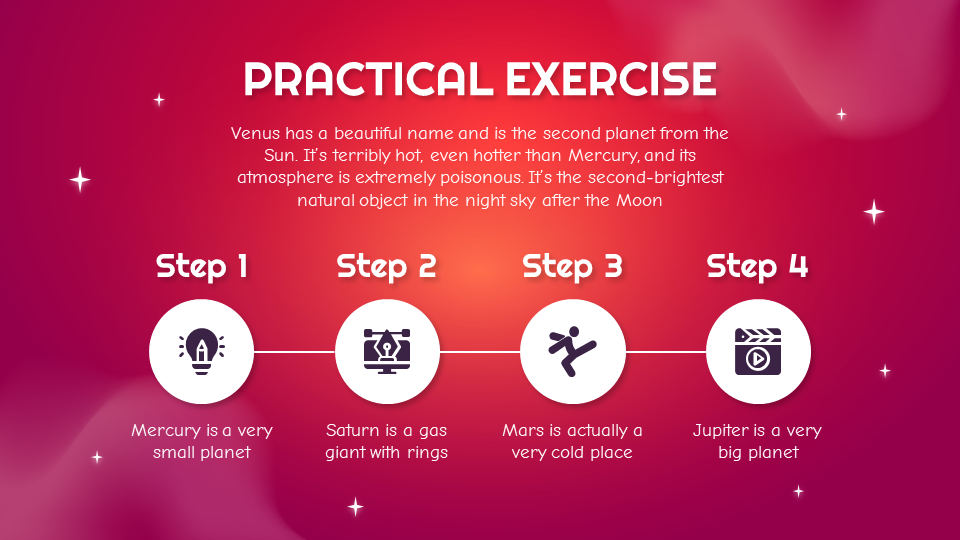 PRACTICAL EXERCISE
Venus has a beautiful name and is the second planet from the
Sun. It's terribly hot, even hotter than Mercury, and its
atmosphere is extremely poisonous. It's the second-brightest
natural object in the night sky after the Moon
Step 1
Step 2
Step 3
Step 4
Mercury is a very
small planet
Saturn is a gas
giant with rings
Mars is actually a
very cold place
Jupiter is a very
big planet